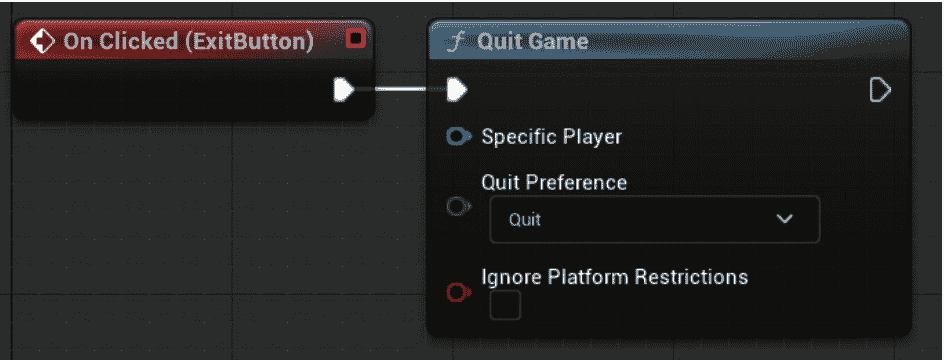 On Clicked (ExitButton)
Quit Game
Specific Player
Quit Preference
Quit
Ignore Platform Restrictions